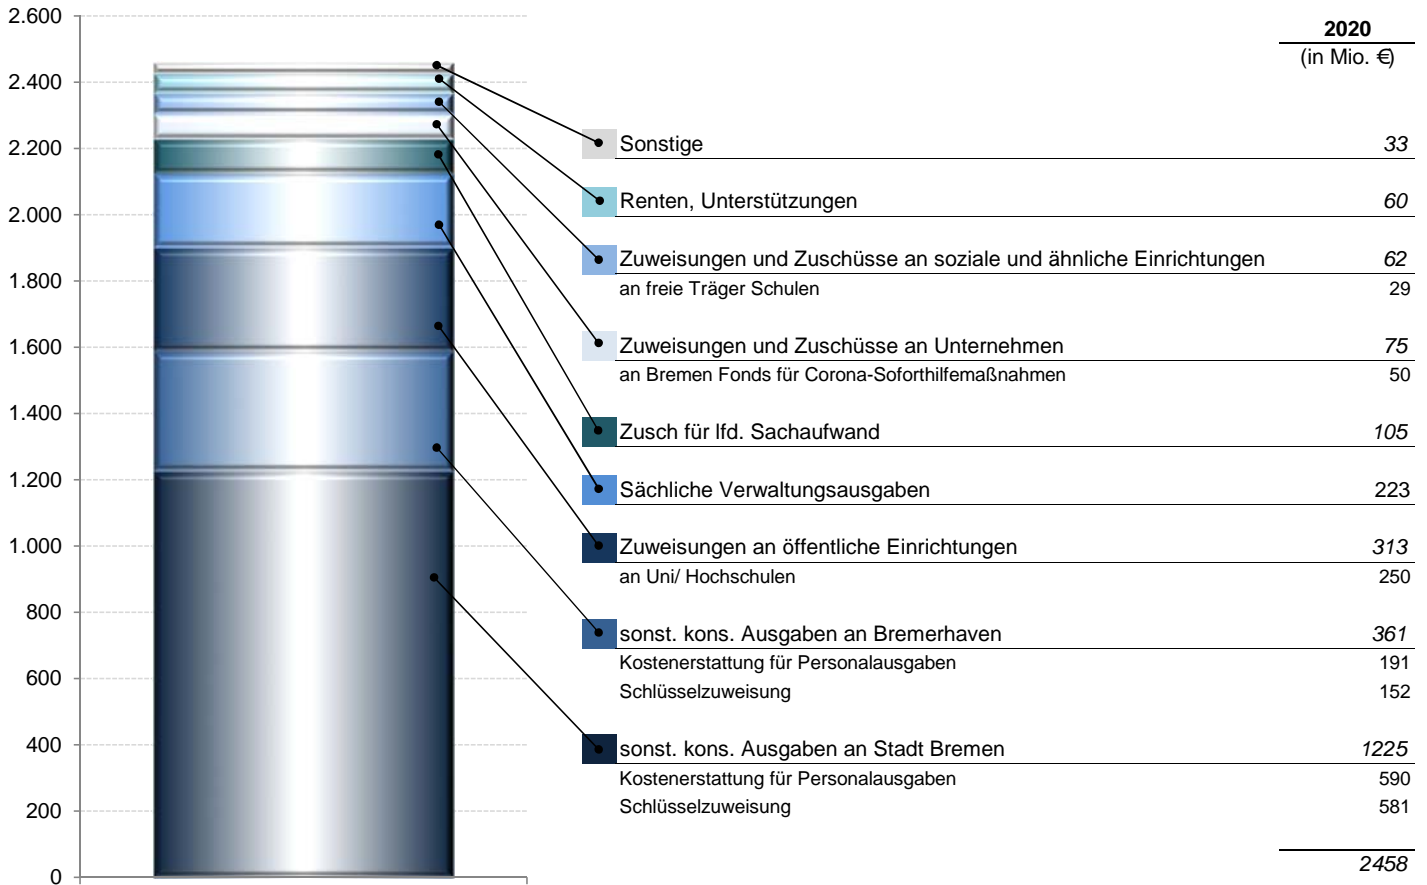 2.600
2.400
2.200
2.000
1.800
1.600
1.400
1.200
1.000
800
600
400
200
0
2020
(in Mio. €)
Sonstige 33
Renten, Unterstützungen 60
Zuweisungen und Zuschüsse an soziale und ähnliche Einrichtungen 62
an freie Träger Schulen 29
Zuweisungen und Zuschüsse an Unternehmen 75
an Bremen Fonds für Corona-Soforthilfemaßnahmen 50
Zusch für lfd. Sachaufwand 105
Sächliche Verwaltungsausgaben 223
Zuweisungen an öffentliche Einrichtungen 313
an Uni/ Hochschulen 250
sonst. kons. Ausgaben an Bremerhaven 361
Kostenerstattung für Personalausgaben 191
Schlüsselzuweisung 152
sonst. kons. Ausgaben an Stadt Bremen 1225
Kostenerstattung für Personalausgaben 590
Schlüsselzuweisung 581
2458